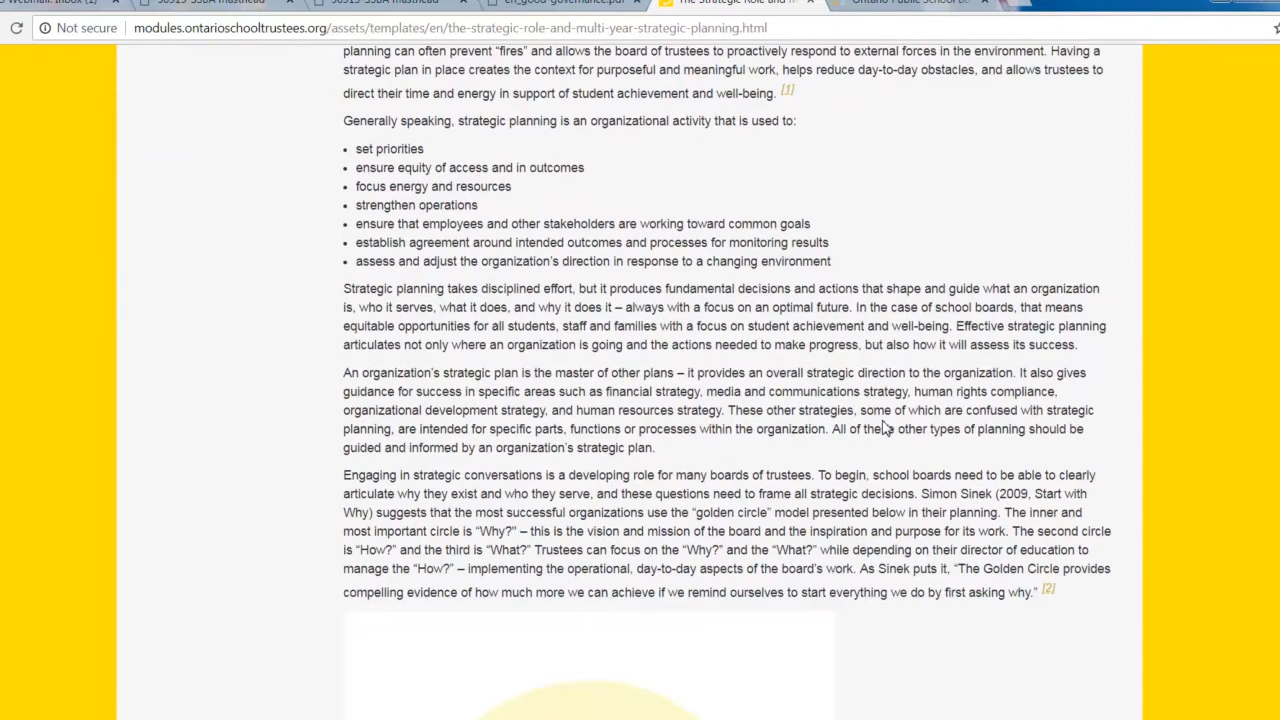 Webmail: Inbox (1)
en_good-governance.pdf
Not secure modules.ontarioschooltrustees.org/assets/templates/en/the-strategic-role-and-multi-year-strategic-planning.html
planning can often prevent “fires” and allows the board of trustees to proactively respond to external forces in the environment. Having a
strategic plan in place creates the context for purposeful and meaningful work, helps reduce day-to-day obstacles, and allows trustees to
direct their time and energy in support of student achievement and well-being. [1]
Generally speaking, strategic planning is an organizational activity that is used to:
• set priorities
• ensure equity of access and in outcomes
• focus energy and resources
• strengthen operations
• ensure that employees and other stakeholders are working toward common goals
• establish agreement around intended outcomes and processes for monitoring results
• assess and adjust the organization’s direction in response to a changing environment
Strategic planning takes disciplined effort, but it produces fundamental decisions and actions that shape and guide what an organization
is, who it serves, what it does, and why it does it – always with a focus on an optimal future. In the case of school boards, that means
equitable opportunities for all students, staff and families with a focus on student achievement and well-being. Effective strategic planning
articulates not only where an organization is going and the actions needed to make progress, but also how it will assess its success.
An organization’s strategic plan is the master of other plans – it provides an overall strategic direction to the organization. It also gives
guidance for success in specific areas such as financial strategy, media and communications strategy, human rights compliance,
organizational development strategy, and human resources strategy. These other strategies, some of which are confused with strategic
planning, are intended for specific parts, functions or processes within the organization. All of these other types of planning should be
guided and informed by an organization’s strategic plan.
Engaging in strategic conversations is a developing role for many boards of trustees. To begin, school boards need to be able to clearly
articulate why they exist and who they serve, and these questions need to frame all strategic decisions. Simon Sinek (2009, Start with
Why) suggests that the most successful organizations use the “golden circle” model presented below in their planning. The inner and
most important circle is “Why?" – this is the vision and mission of the board and the inspiration and purpose for its work. The second circle
is “How?” and the third is “What?” Trustees can focus on the “Why?” and the “What?” while depending on their director of education to
manage the “How?” – implementing the operational, day-to-day aspects of the board’s work. As Sinek puts it, “The Golden Circle provides
compelling evidence of how much more we can achieve if we remind ourselves to start everything we do by first asking why.” [2]